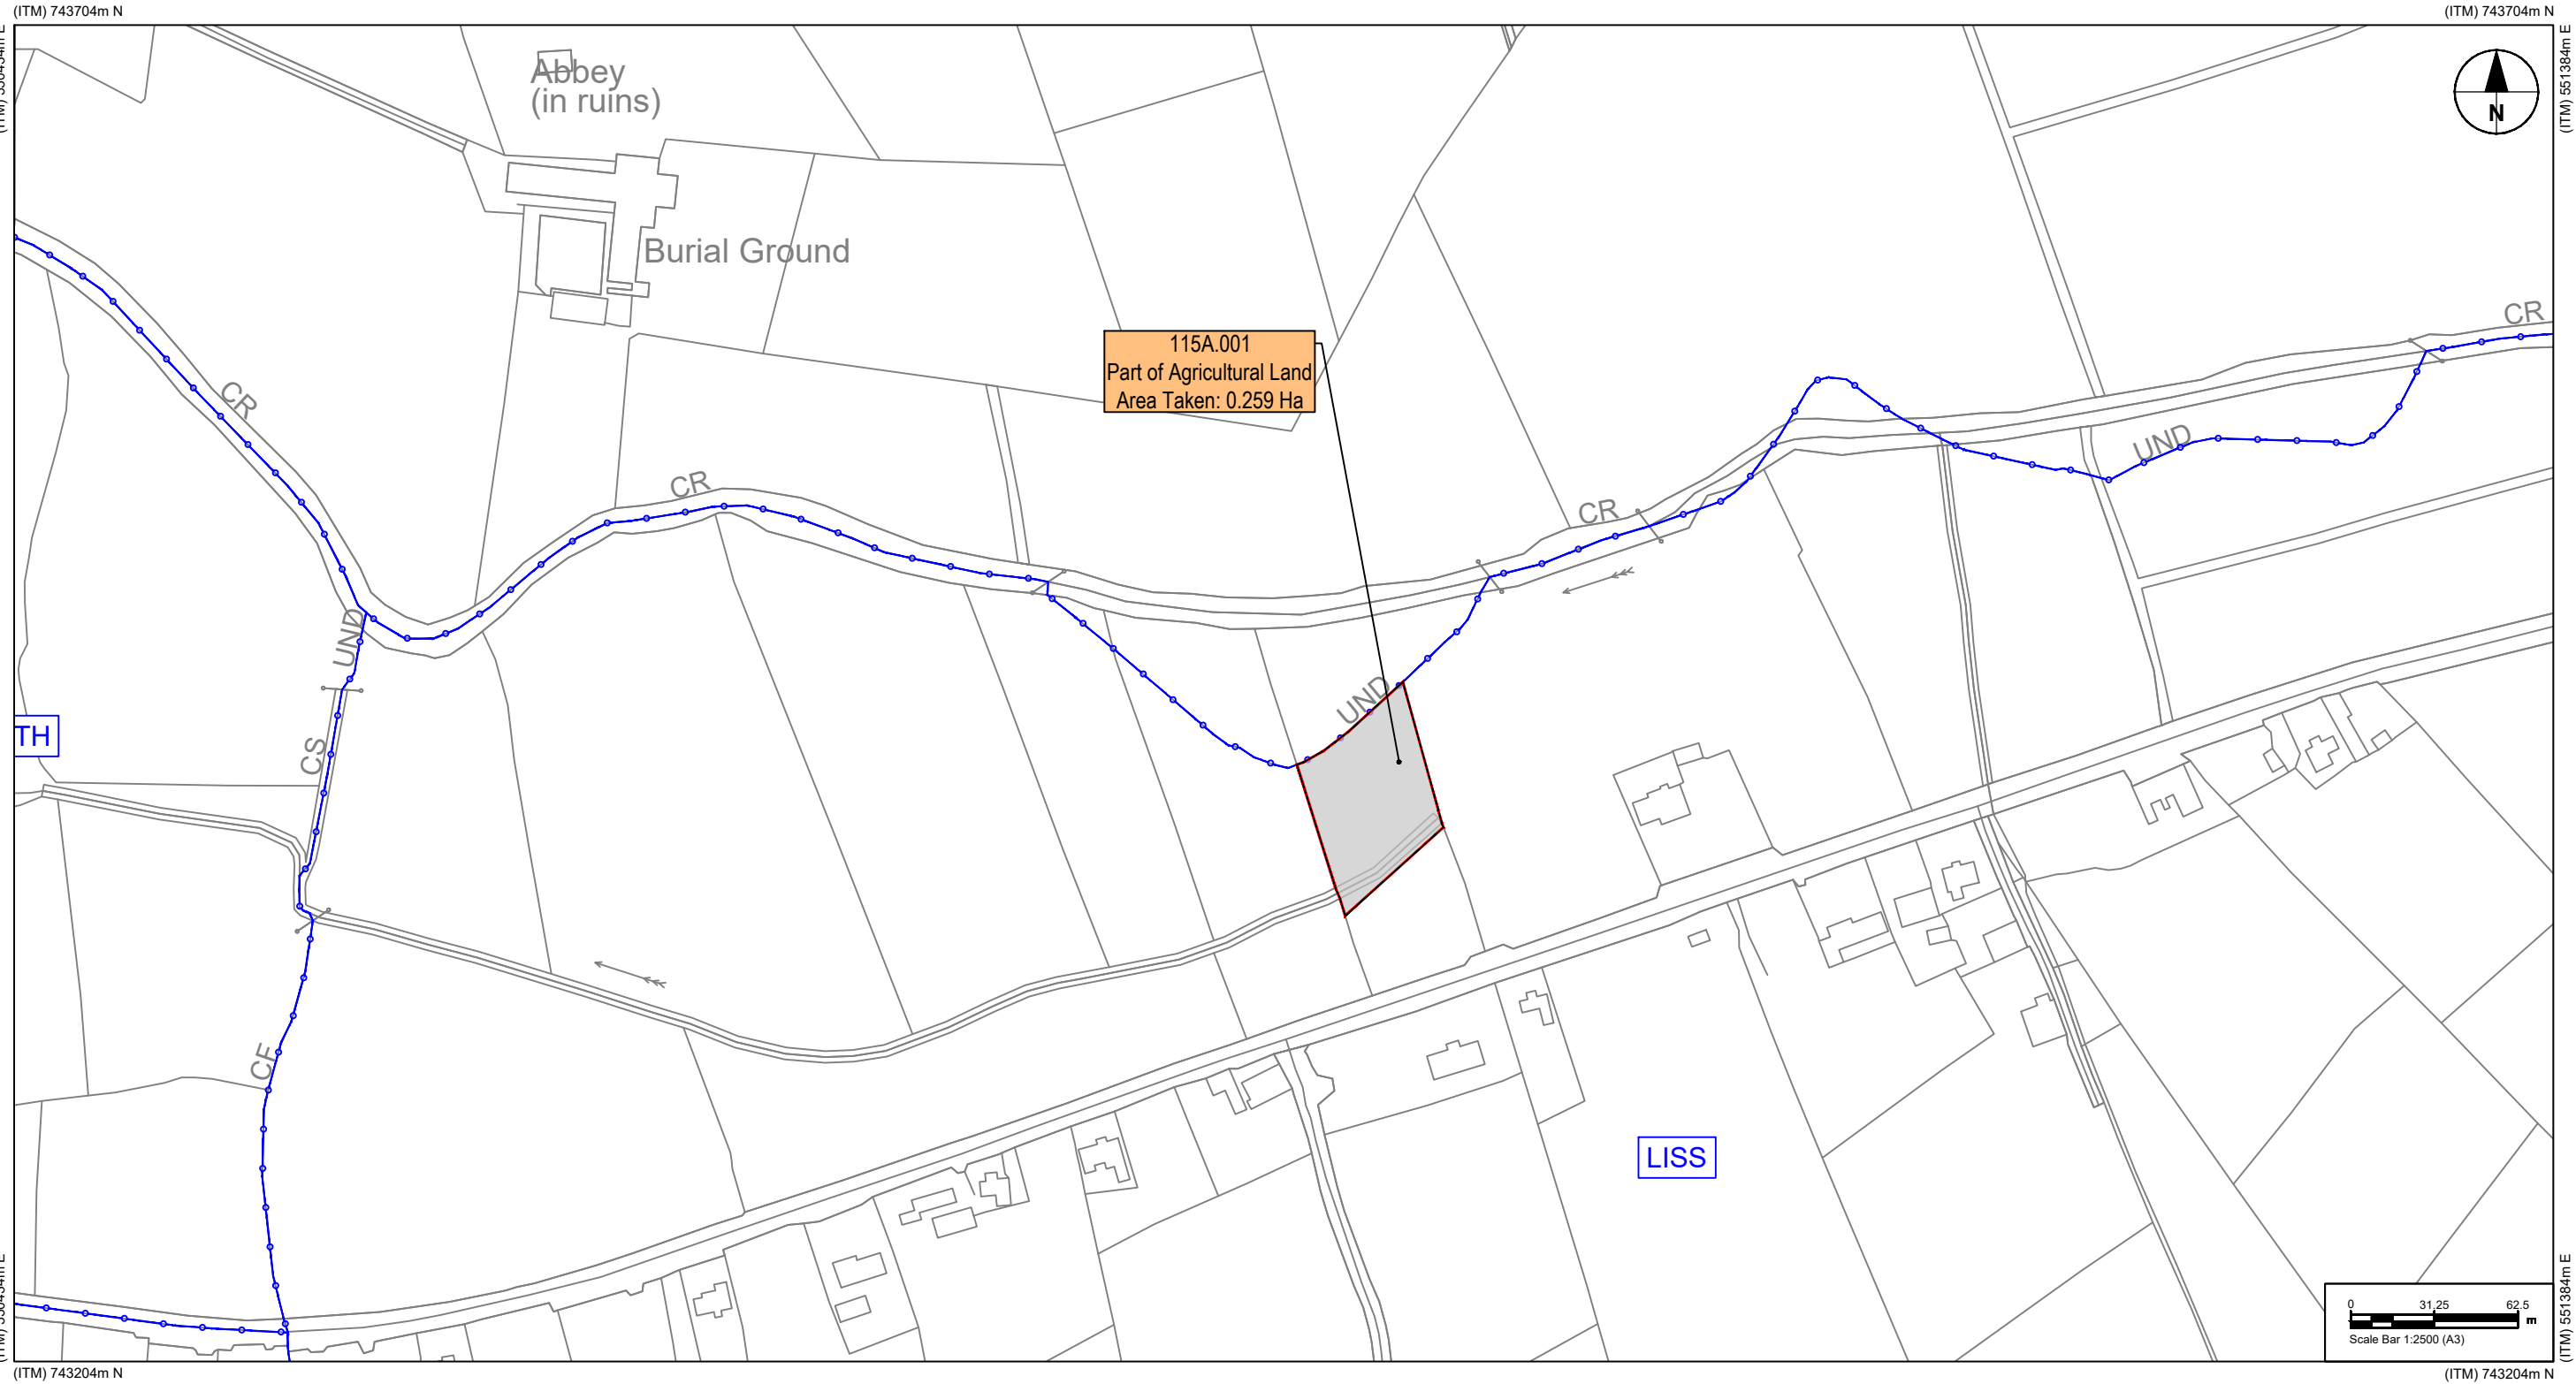 (ITM) 743704m N
(ITM) 743704m N
(ITM) 551384m E
Abbey
(in ruins)
N
Burial Ground
115A.001
Part of Agricultural Land
Area Taken: 0.259 Ha
CR
CR
CR
CR
UND
UND
UND
TH
CS
CF
LISS
0 31.25 62.5
m
Scale Bar 1:2500 (A3)
(ITM) 551384m E
(ITM) 743204m N
(ITM) 743204m N